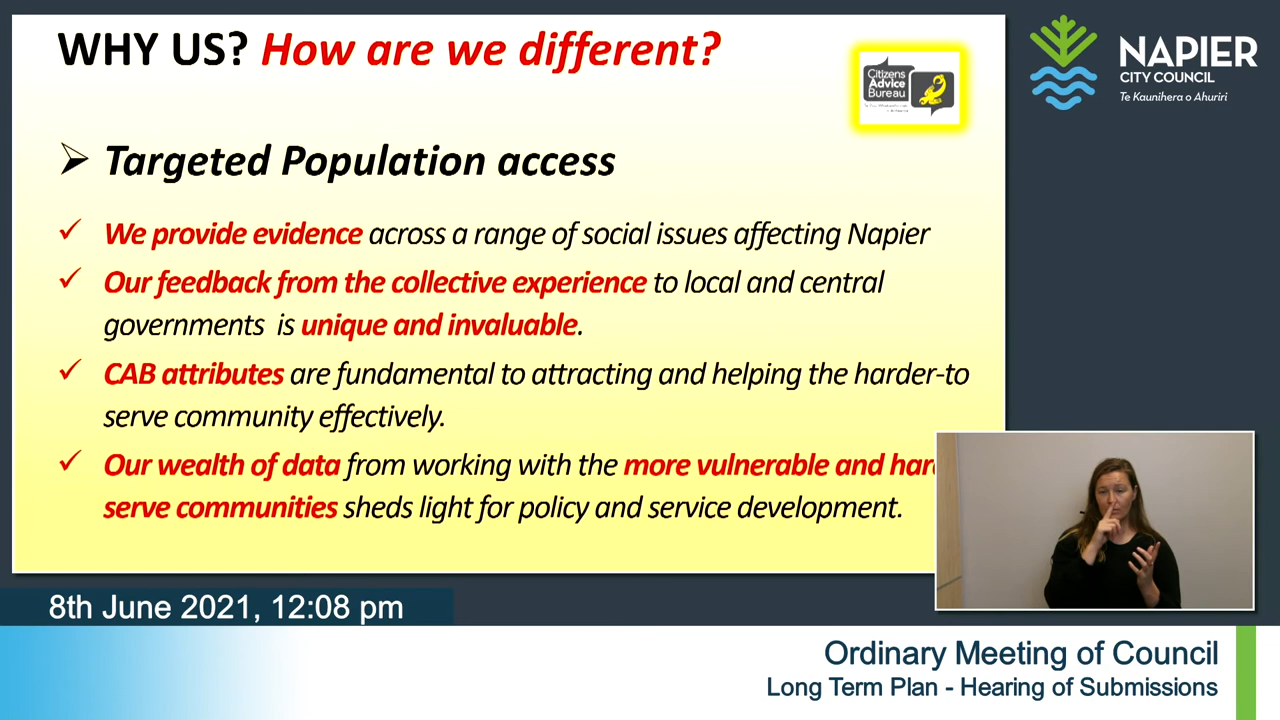 WHY US? How are we different?
Citizens
Advice
Bureau
NAPIER
CITY COUNCIL
Te Kaunihera o Ahuriri
Targeted Population access
We provide evidence across a range of social issues affecting Napier
Our feedback from the collective experience to local and central
governments is unique and invaluable.
CAB attributes are fundamental to attracting and helping the harder-to
serve community effectively.
Our wealth of data from working with the more vulnerable and
serve communities sheds light for policy and service development.
8th June 2021, 12:08 pm
Ordinary Meeting of Council
Long Term Plan - Hearing of Submissions